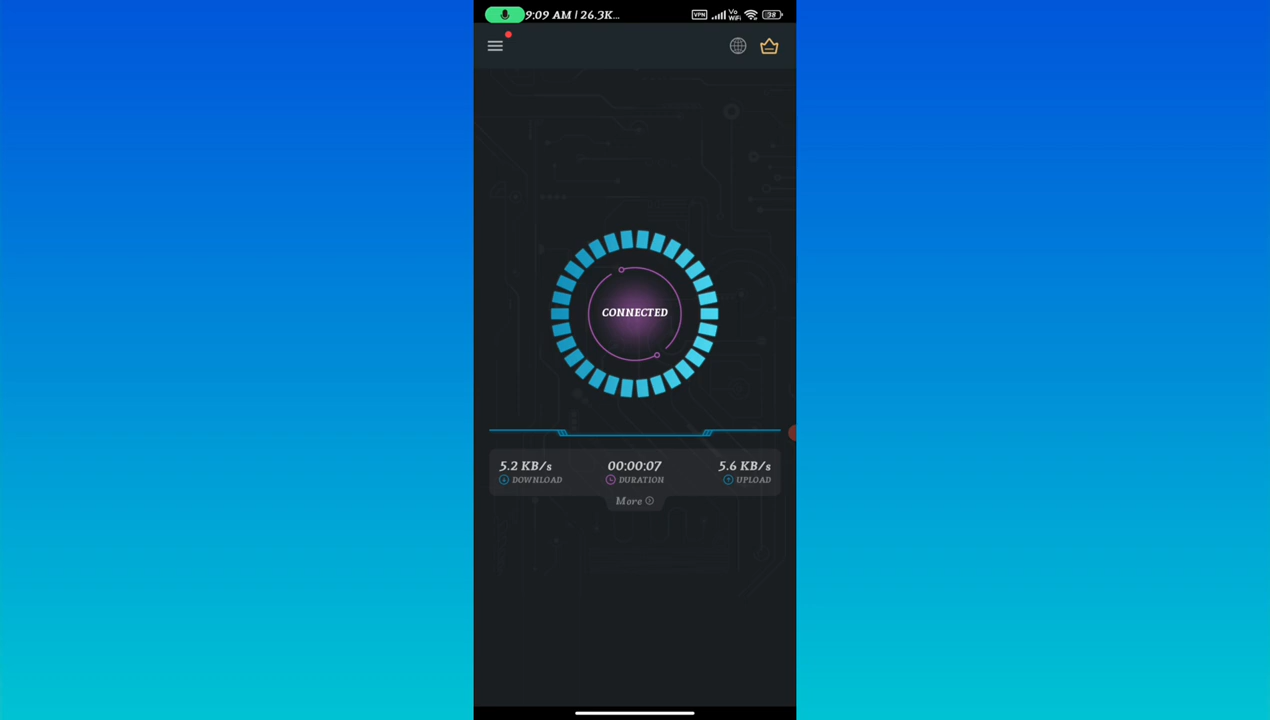 9:09 AM | 26.3K...
VPN Vo WiFi 38
CONNECTED
5.2 KB/s 00:00:07 5.6 KB/s
DOWNLOAD DURATION UPLOAD
More